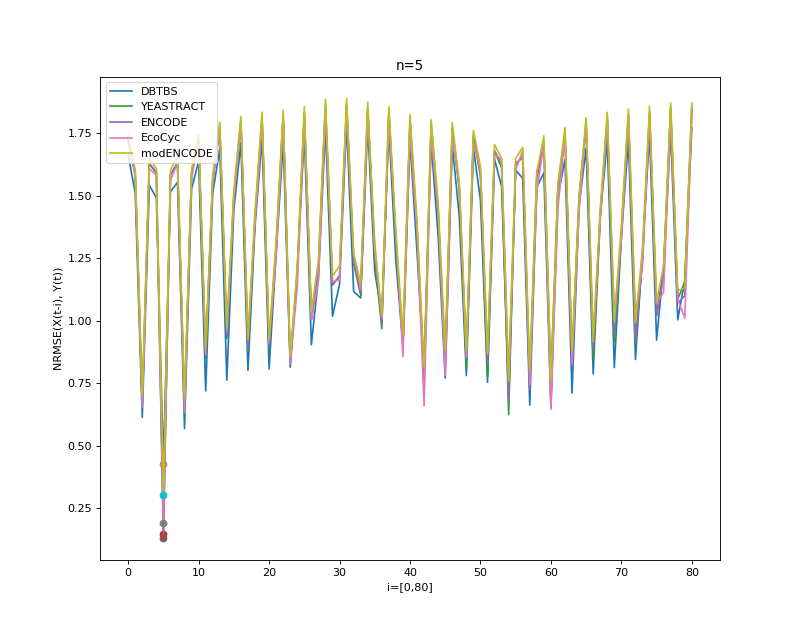 n=5
DBTBS
YEASTRACT
ENCODE
EcoCyc
modENCODE
NRMSE(X(t-i), Y(t))
1.75
1.50
1.25
1.00
0.75
0.50
0.25
0 10 20 30 40 50 60 70 80
i=[0,80]